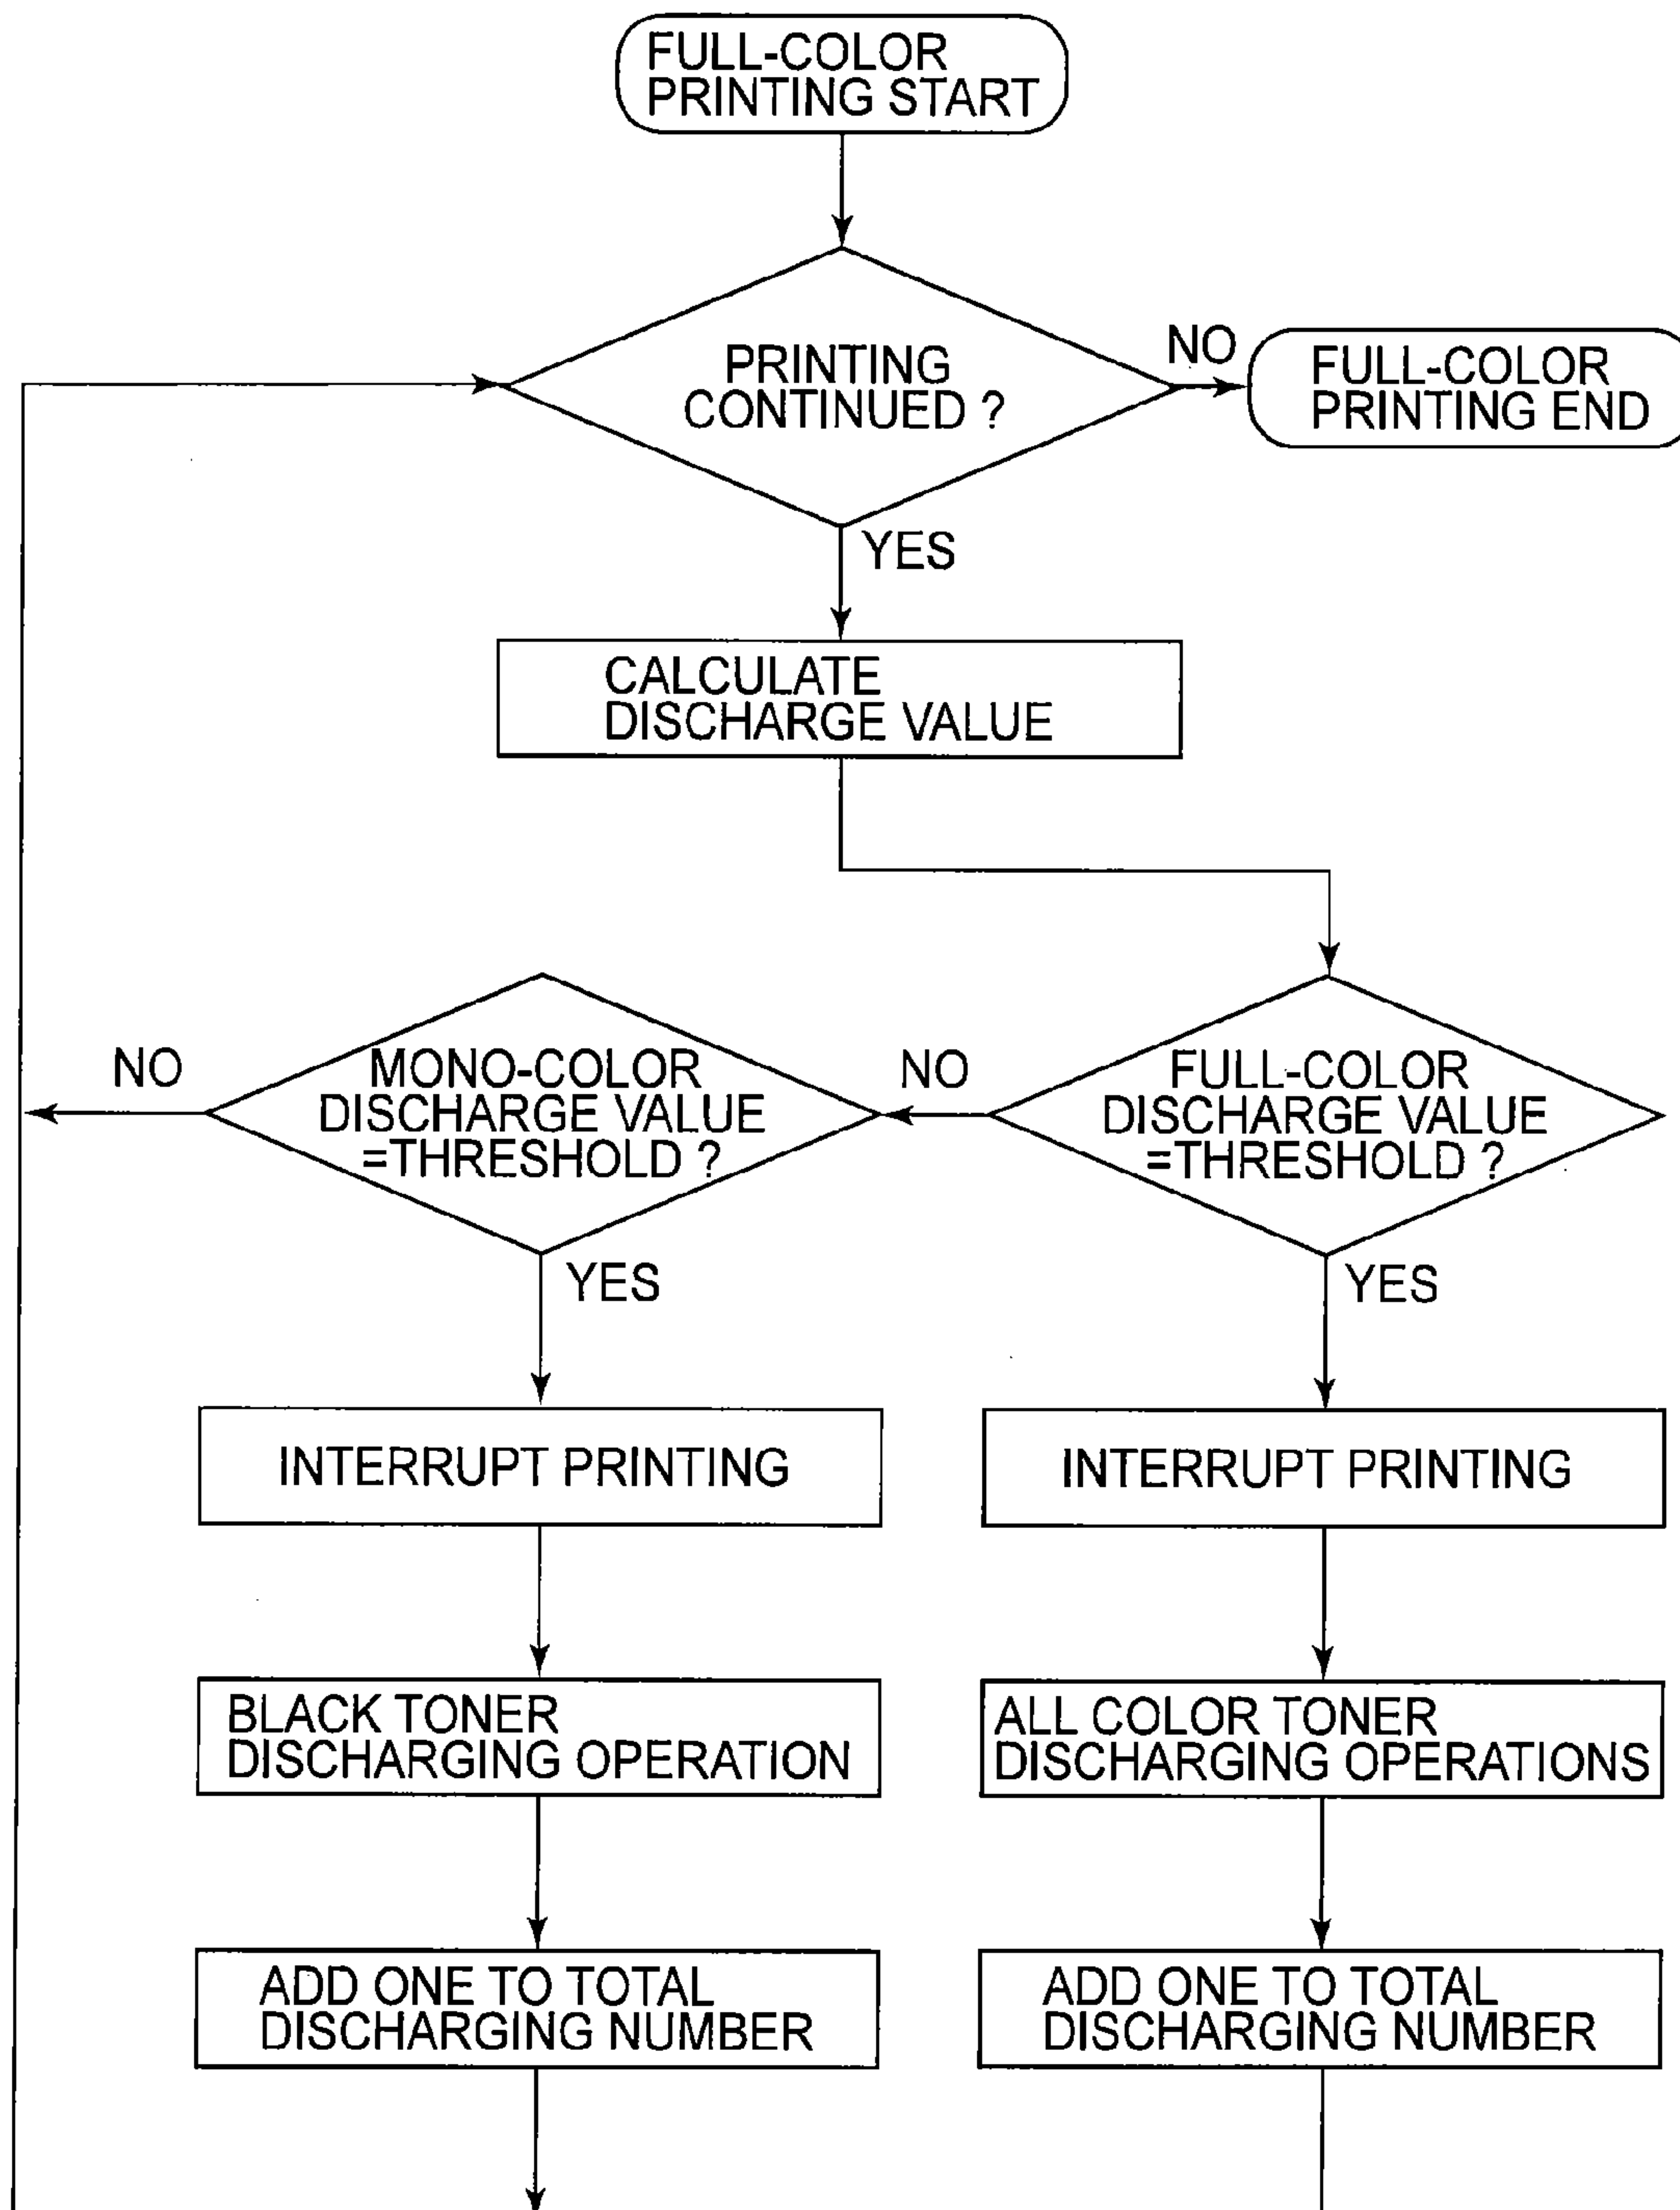 FULL-COLOR
PRINTING START
PRINTING
CONTINUED ?
NO
FULL-COLOR
PRINTING END
YES
CALCULATE
DISCHARGE VALUE
NO
MONO-COLOR
DISCHARGE VALUE
=THRESHOLD ?
NO
FULL-COLOR
DISCHARGE VALUE
=THRESHOLD ?
YES
YES
INTERRUPT PRINTING
INTERRUPT PRINTING
BLACK TONER
DISCHARGING OPERATION
ALL COLOR TONER
DISCHARGING OPERATIONS
ADD ONE TO TOTAL
DISCHARGING NUMBER
ADD ONE TO TOTAL
DISCHARGING NUMBER